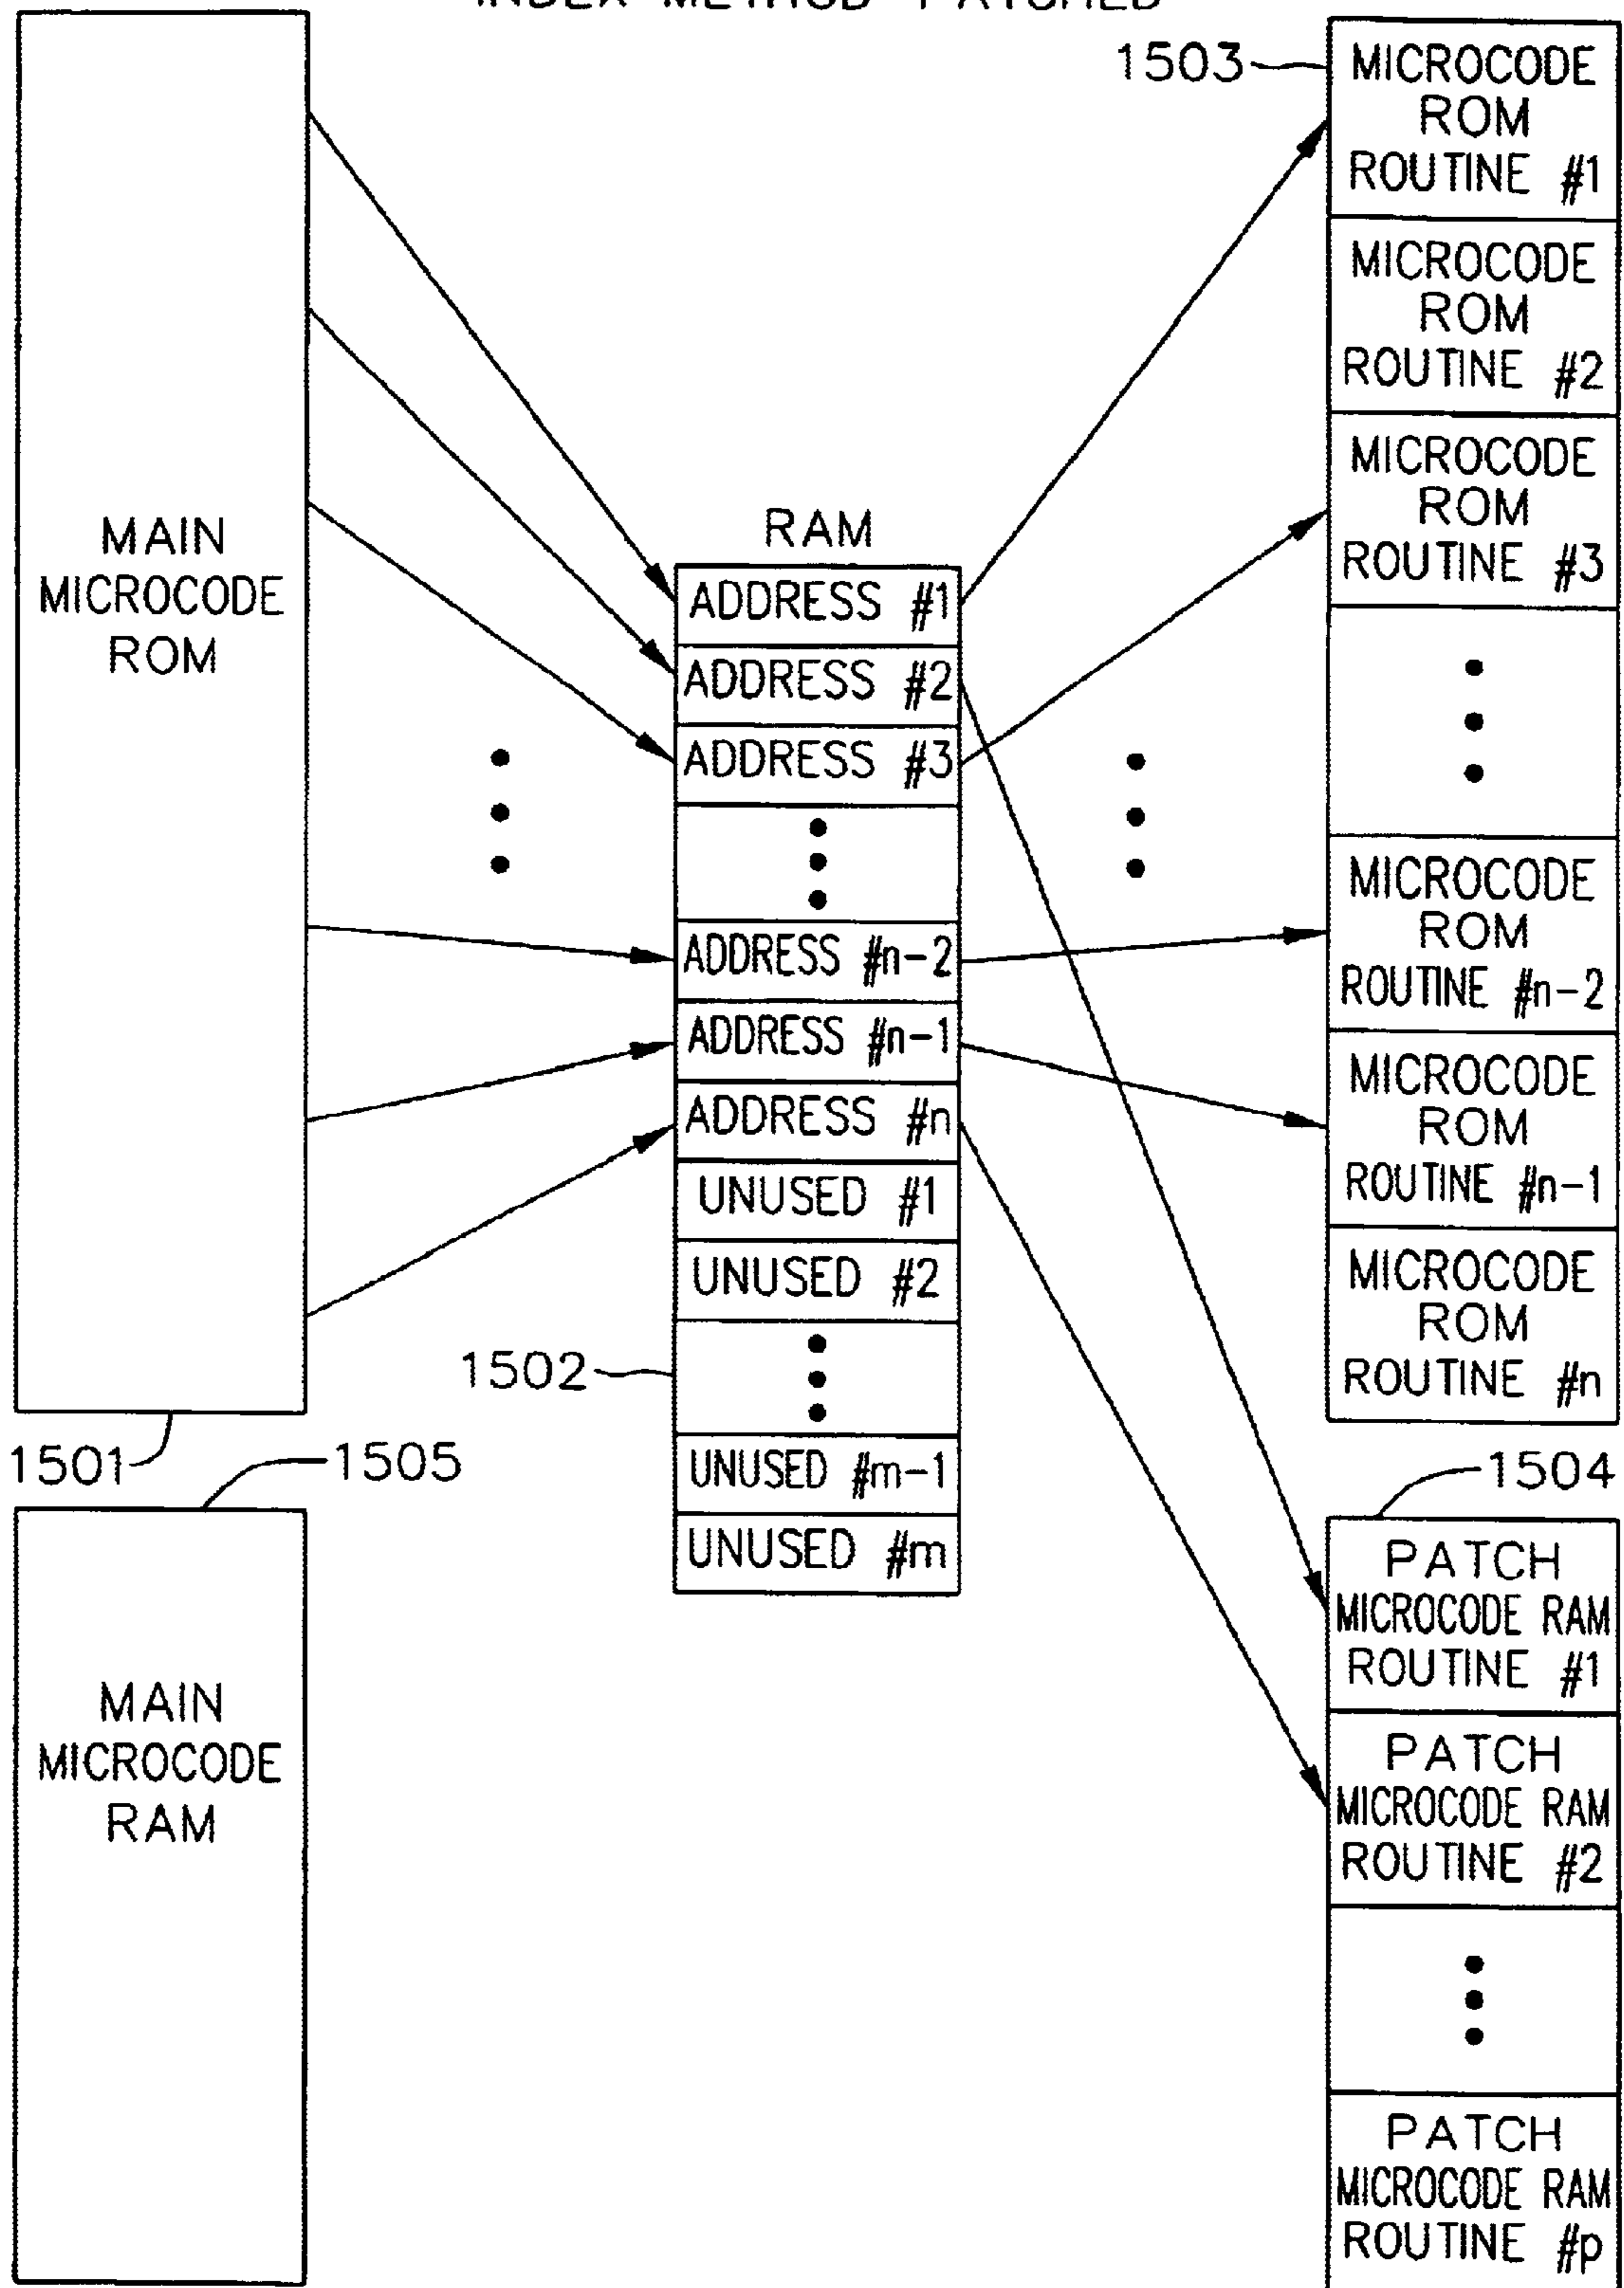 INDEX METHOD PATCHED
MAIN
MICROCODE
ROM
1501
1505
MAIN
MICROCODE
RAM
RAM
ADDRESS #1
ADDRESS #2
ADDRESS #3
ADDRESS #n-2
ADDRESS #n-1
ADDRESS #n
UNUSED #1
UNUSED #2
1502
UNUSED #m-1
UNUSED #m
1503
MICROCODE
ROM
ROUTINE #1
MICROCODE
ROM
ROUTINE #2
MICROCODE
ROM
ROUTINE #3
MICROCODE
ROM
ROUTINE #n-2
MICROCODE
ROM
ROUTINE #n-1
MICROCODE
ROM
ROUTINE #n
1504
PATCH
MICROCODE RAM
ROUTINE #1
PATCH
MICROCODE RAM
ROUTINE #2
PATCH
MICROCODE RAM
ROUTINE #p